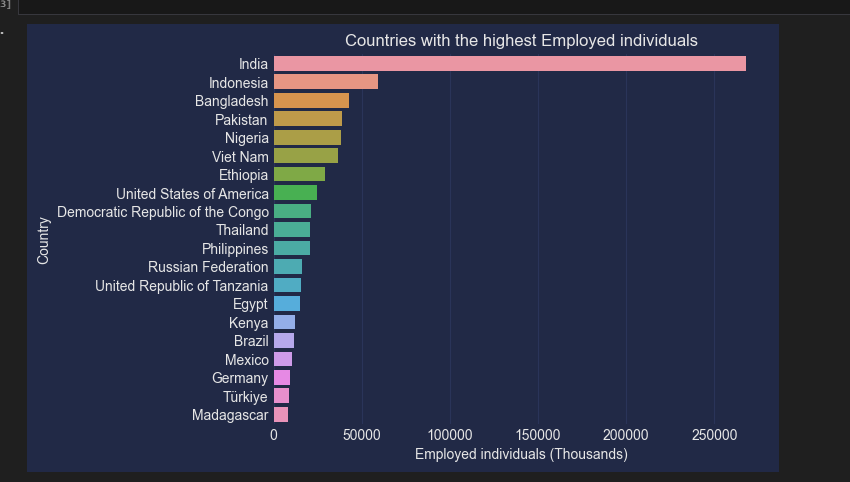 3]
Countries with the highest Employed individuals
India
Indonesia
Bangladesh
Pakistan
Nigeria
Viet Nam
Ethiopia
United States of America
Democratic Republic of the Congo
Thailand
Philippines
Russian Federation
United Republic of Tanzania
Egypt
Kenya
Brazil
Mexico
Germany
Türkiye
Madagascar
Country
0 50000 100000 150000 200000 250000
Employed individuals (Thousands)